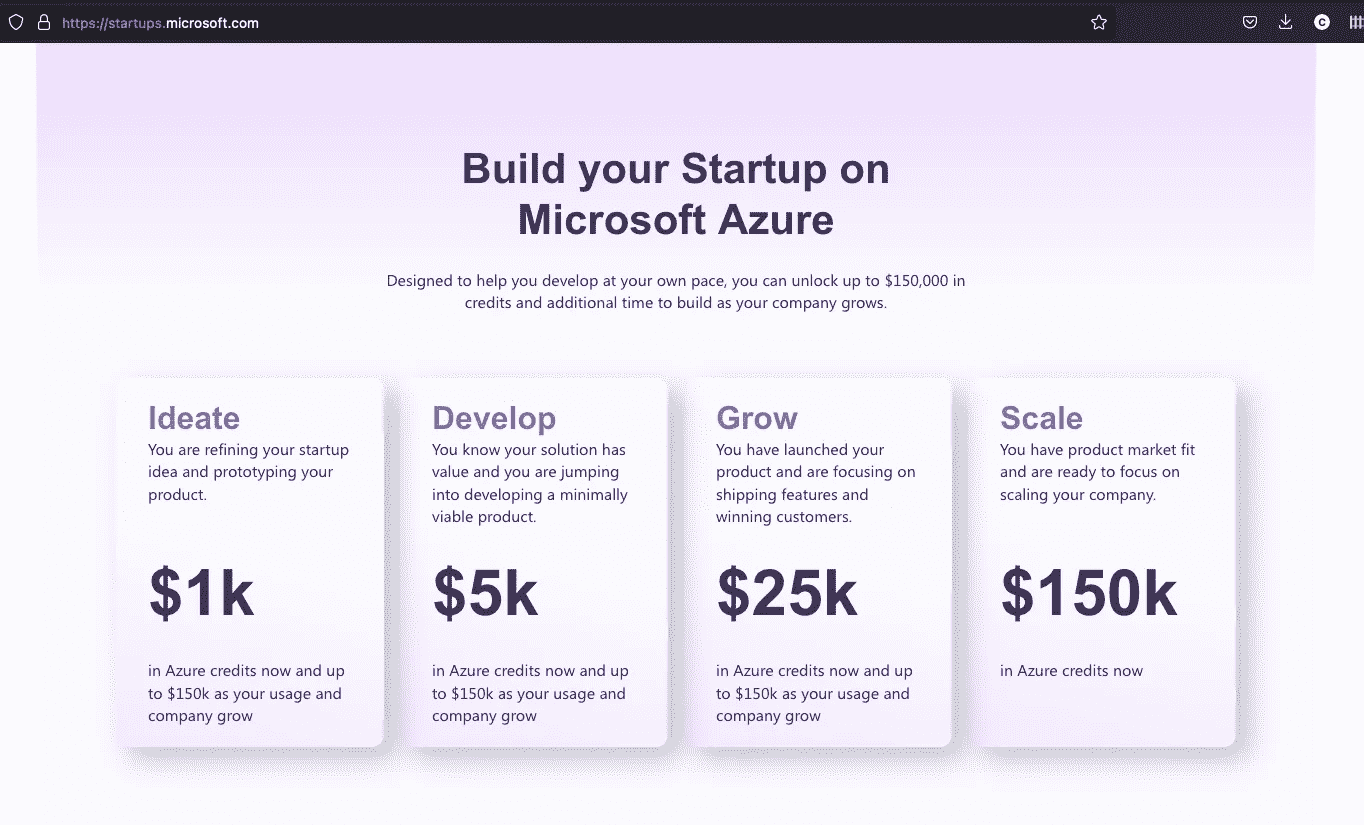 https://startups.microsoft.com
Build your Startup on
Microsoft Azure
Designed to help you develop at your own pace, you can unlock up to $150,000 in
credits and additional time to build as your company grows.
Ideate
You are refining your startup
idea and prototyping your
product.
$1k
in Azure credits now and up
to $150k as your usage and
company grow
Develop
You know your solution has
value and you are jumping
into developing a minimally
viable product.
$5k
in Azure credits now and up
to $150k as your usage and
company grow
Grow
You have launched your
product and are focusing on
shipping features and
winning customers.
$25k
in Azure credits now and up
to $150k as your usage and
company grow
Scale
You have product market fit
and are ready to focus on
scaling your company.
$150k
in Azure credits now